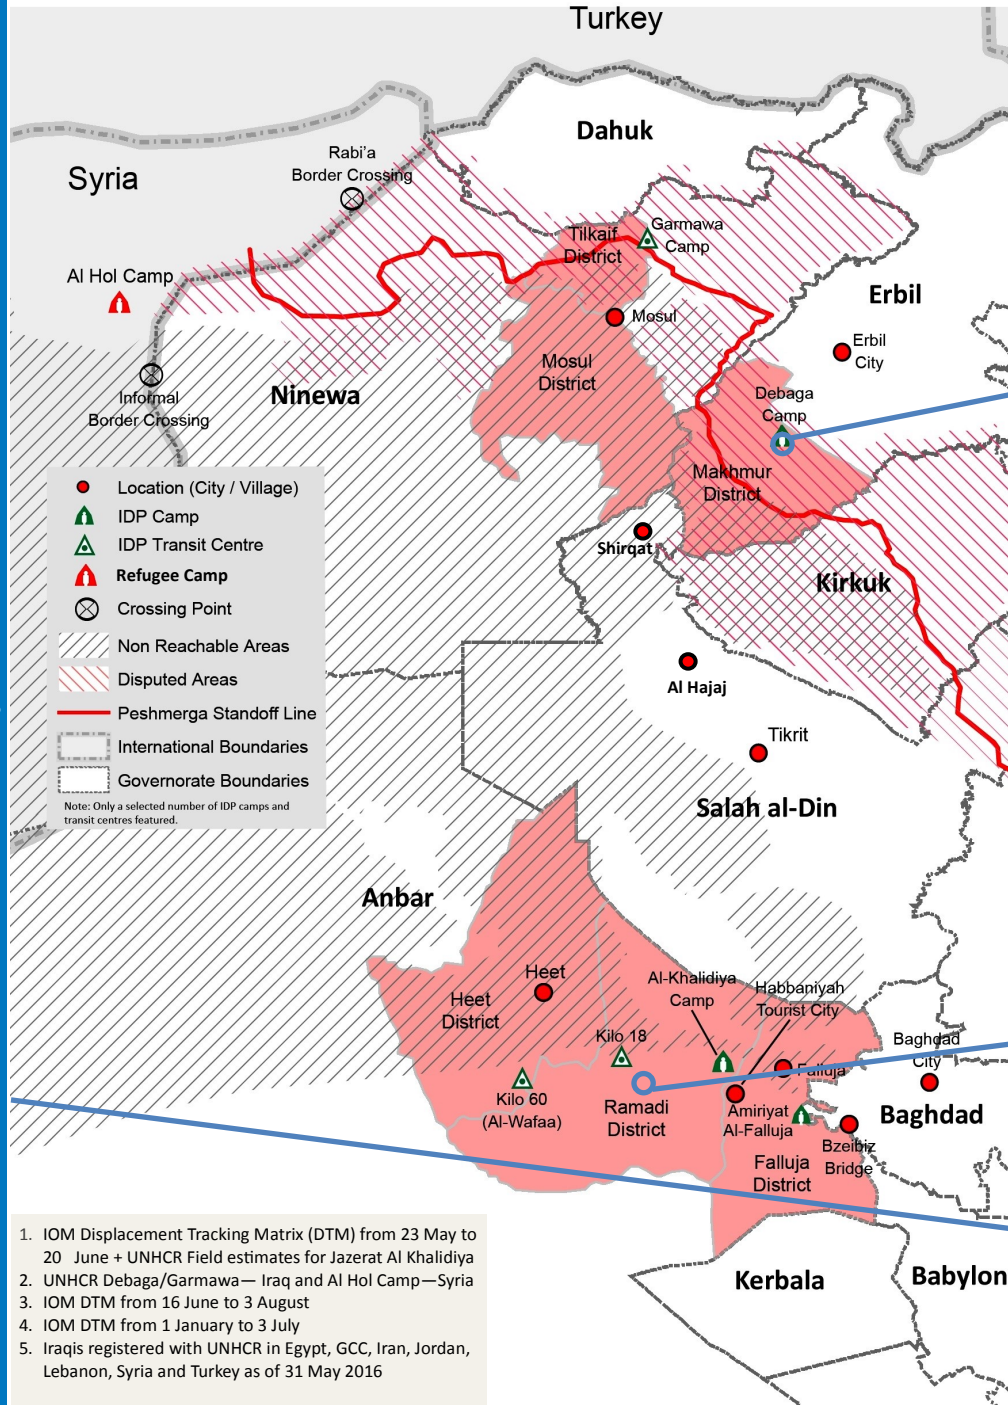 Turkey
Dahuk
Rabi'a
Border Crossing
Syria
Tilkaif
District
Garmawa
Camp
Al Hol Camp
Erbil
Mosul
Erbil
City
Mosul
District
Informal
Border Crossing
Ninewa
Debaga
Camp
Makhmur
District
Location (City / Village)
IDP Camp
IDP Transit Centre
Refugee Camp
Crossing Point
Non Reachable Areas
Disputed Areas
Peshmerga Standoff Line
International Boundaries
Governorate Boundaries
Note: Only a selected number of IDP camps and
transit centres featured.
Shirqat
Kirkuk
Al Hajaj
Tikrit
Salah al-Din
Anbar
Heet
Heet
District
Al-Khalidiya
Camp
Habbaniyah
Tourist City
Kilo 18
Baghdad
City
Falluja
Kilo 60
(Al-Wafaa)
Ramadi
District
Amiriyat
Al-Falluja
Baghdad
Bzeibiz
Bridge
Falluja
District
Kerbala
Babylon
1. IOM Displacement Tracking Matrix (DTM) from 23 May to
20 June + UNHCR Field estimates for Jazerat Al Khalidiya
2. UNHCR Debaga/Garmawa— Iraq and Al Hol Camp—Syria
3. IOM DTM from 16 June to 3 August
4. IOM DTM from 1 January to 3 July
5. Iraqis registered with UNHCR in Egypt, GCC, Iran, Jordan,
Lebanon, Syria and Turkey as of 31 May 2016